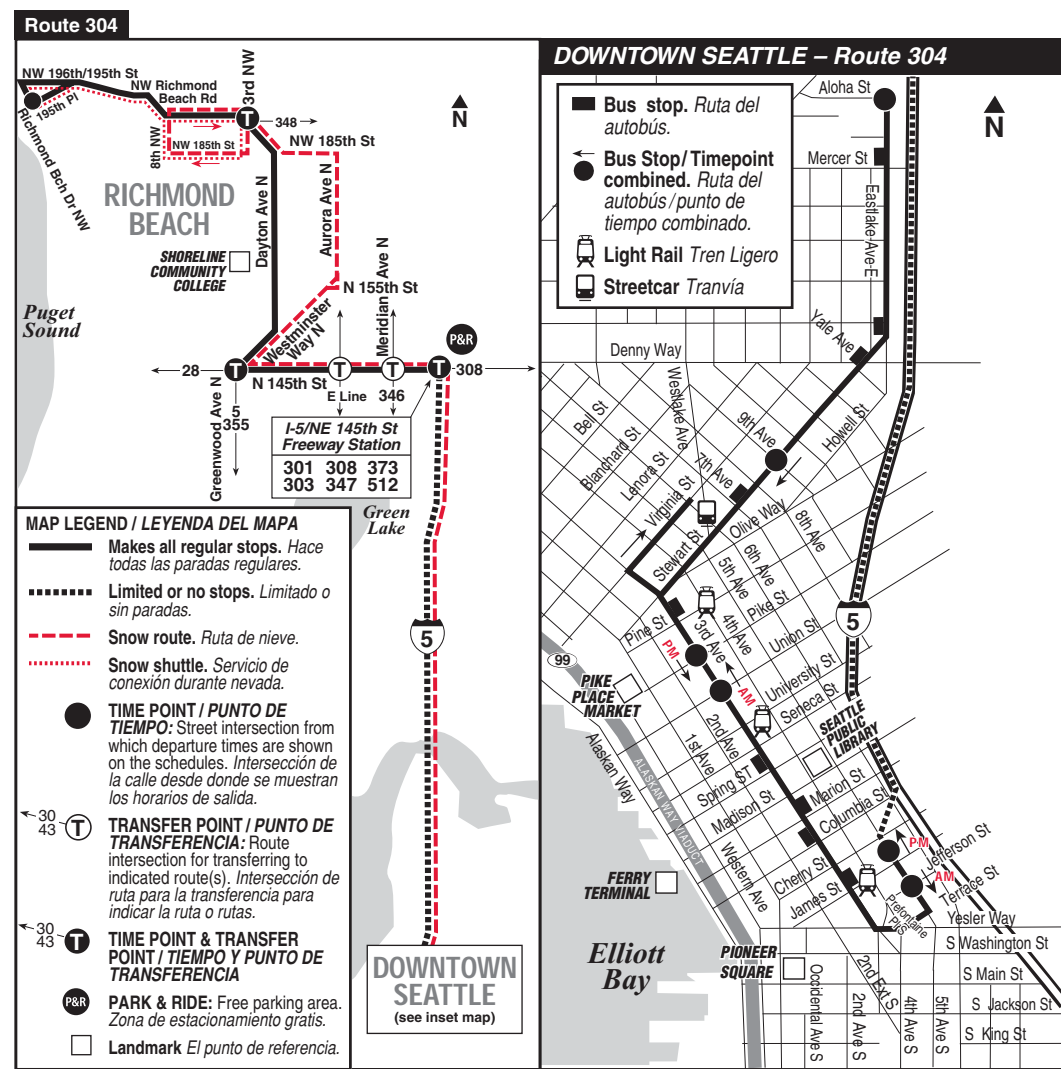 Route 304
NW 196th/195th St
NW Richmond
Beach Rd
3rd NW
195th Pl
Richmond Bch Dr NW
8th NW
NW 185th St
348
NW 185th St
N
RICHMOND
BEACH
Dayton Ave N
Aurora Ave N
SHORELINE
COMMUNITY
COLLEGE
Puget
Sound
N 155th St
Westminster
Way N
Meridian Ave N
P&R
T
T
T
T
T
28
308
N 145th St
E Line
346
5
355
Greenwood Ave N
I-5/NE 145th St
Freeway Station
301 308 373
303 347 512
Green
Lake
5
DOWNTOWN
SEATTLE
(see inset map)
MAP LEGEND / LEYENDA DEL MAPA
Makes all regular stops. Hace
todas las paradas regulares.
Limited or no stops. Limitado o
sin paradas.
Snow route. Ruta de nieve.
Snow shuttle. Servicio de
conexión durante nevada.
TIME POINT / PUNTO DE
TIEMPO: Street intersection from
which departure times are shown
on the schedules. Intersección de
la calle desde donde se muestran
los horarios de salida.
30
43
T
TRANSFER POINT / PUNTO DE
TRANSFERENCIA: Route
intersection for transferring to
indicated route(s). Intersección de
ruta para la transferencia para
indicar la ruta o rutas.
30
43
T
TIME POINT & TRANSFER
POINT / TIEMPO Y PUNTO DE
TRANSFERENCIA
P&R
PARK & RIDE: Free parking area.
Zona de estacionamiento gratis.
Landmark El punto de referencia.
DOWNTOWN SEATTLE – Route 304
Bus stop. Ruta del
autobús.
Bus Stop/Timepoint
combined. Ruta del
autobús/punto de
tiempo combinado.
Light Rail Tren Ligero
Streetcar Tranvía
N
Aloha St
Mercer St
Eastlake Ave E
Yale Ave
Denny Way
Westlake Ave
Bell St
Blanchard St
Lenora St
Virginia St
9th Ave
Howell St
7th Ave
Olive Way
8th Ave
Stewart St
6th Ave
5th Ave
4th Ave
3rd Ave
Pike St
Pine St
Union St
University St
Seneca St
PM
AM
5
99
PIKE
PLACE
MARKET
SEATTLE
PUBLIC
LIBRARY
2nd Ave
1st Ave
Alaskan Way
ALASKAN WAY VIADUCT
Spring ST
Madison St
Marion St
Columbia St
Western Ave
Cherry St
James St
PM
AM
Jefferson St
Terrace St
Prefontaine
Pl S
Yesler Way
FERRY
TERMINAL
Elliott
Bay
PIONEER
SQUARE
S Washington St
S Main St
S Jackson St
S King St
Occidental Ave S
2nd Ave S
2nd Ext S
4th Ave S
5th Ave S